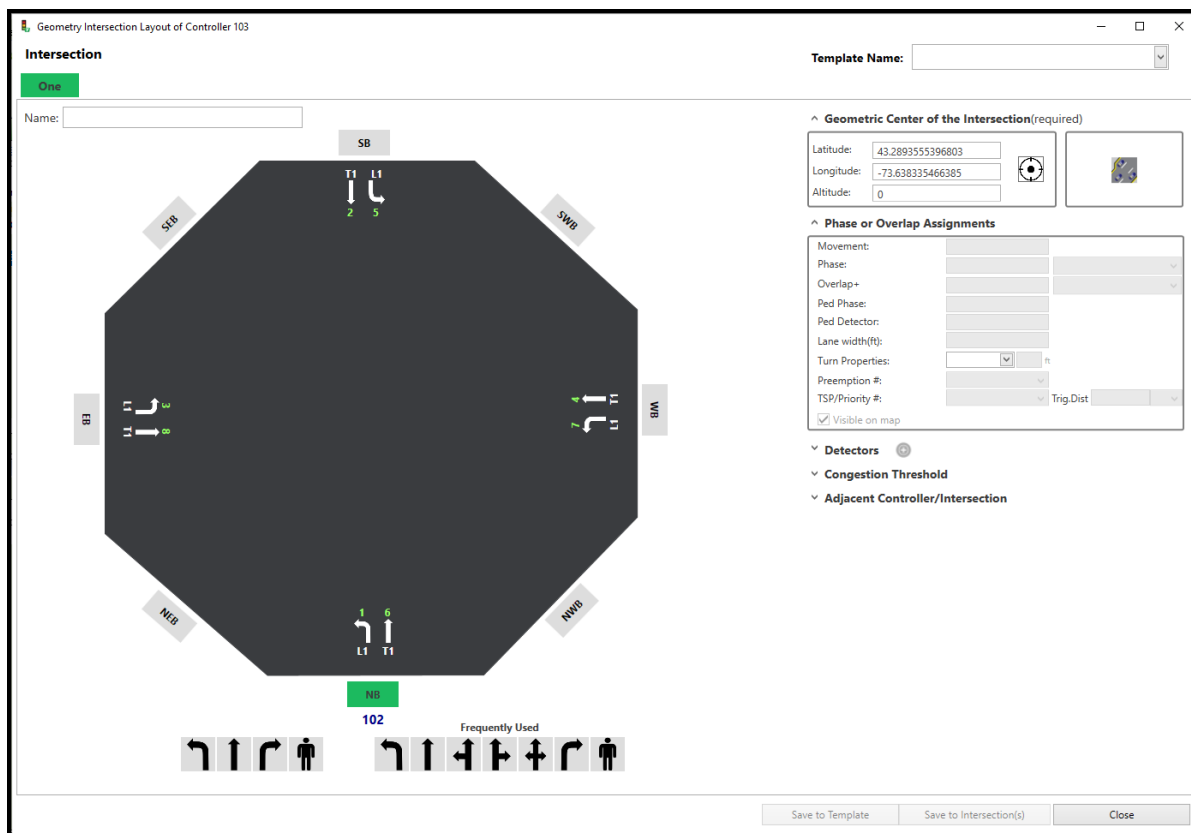 Geometry Intersection Layout of Controller 103
Intersection
Template Name:
One
Name:
Geometric Center of the Intersection(required)
Latitude: 43.2893555396803
Longitude: -73.638335466385
Altitude: 0
Phase or Overlap Assignments
Movement:
Phase:
Overlap+
Ped Phase:
Ped Detector:
Lane width(ft):
Turn Properties: ft
Preemption #:
TSP/Priority #: Trig.Dist
Visible on map
Detectors
Congestion Threshold
Adjacent Controller/Intersection
SB
T1 L1
2 5
SEB
SWB
EB
L1 3
T1 8
WB
4 T1
7 L1
NEB
NWB
1 6
L1 T1
NB
102
Frequently Used
Save to Template
Save to Intersection(s)
Close